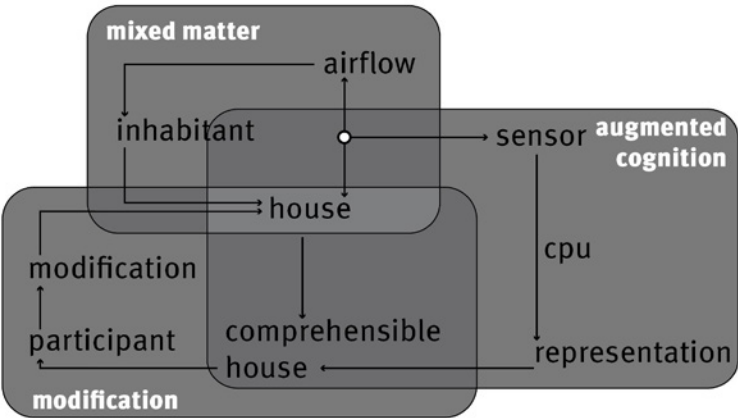 mixed matter
airflow
inhabitant
sensor
augmented
cognition
house
cpu
modification
comprehensible
house
participant
representation
modification